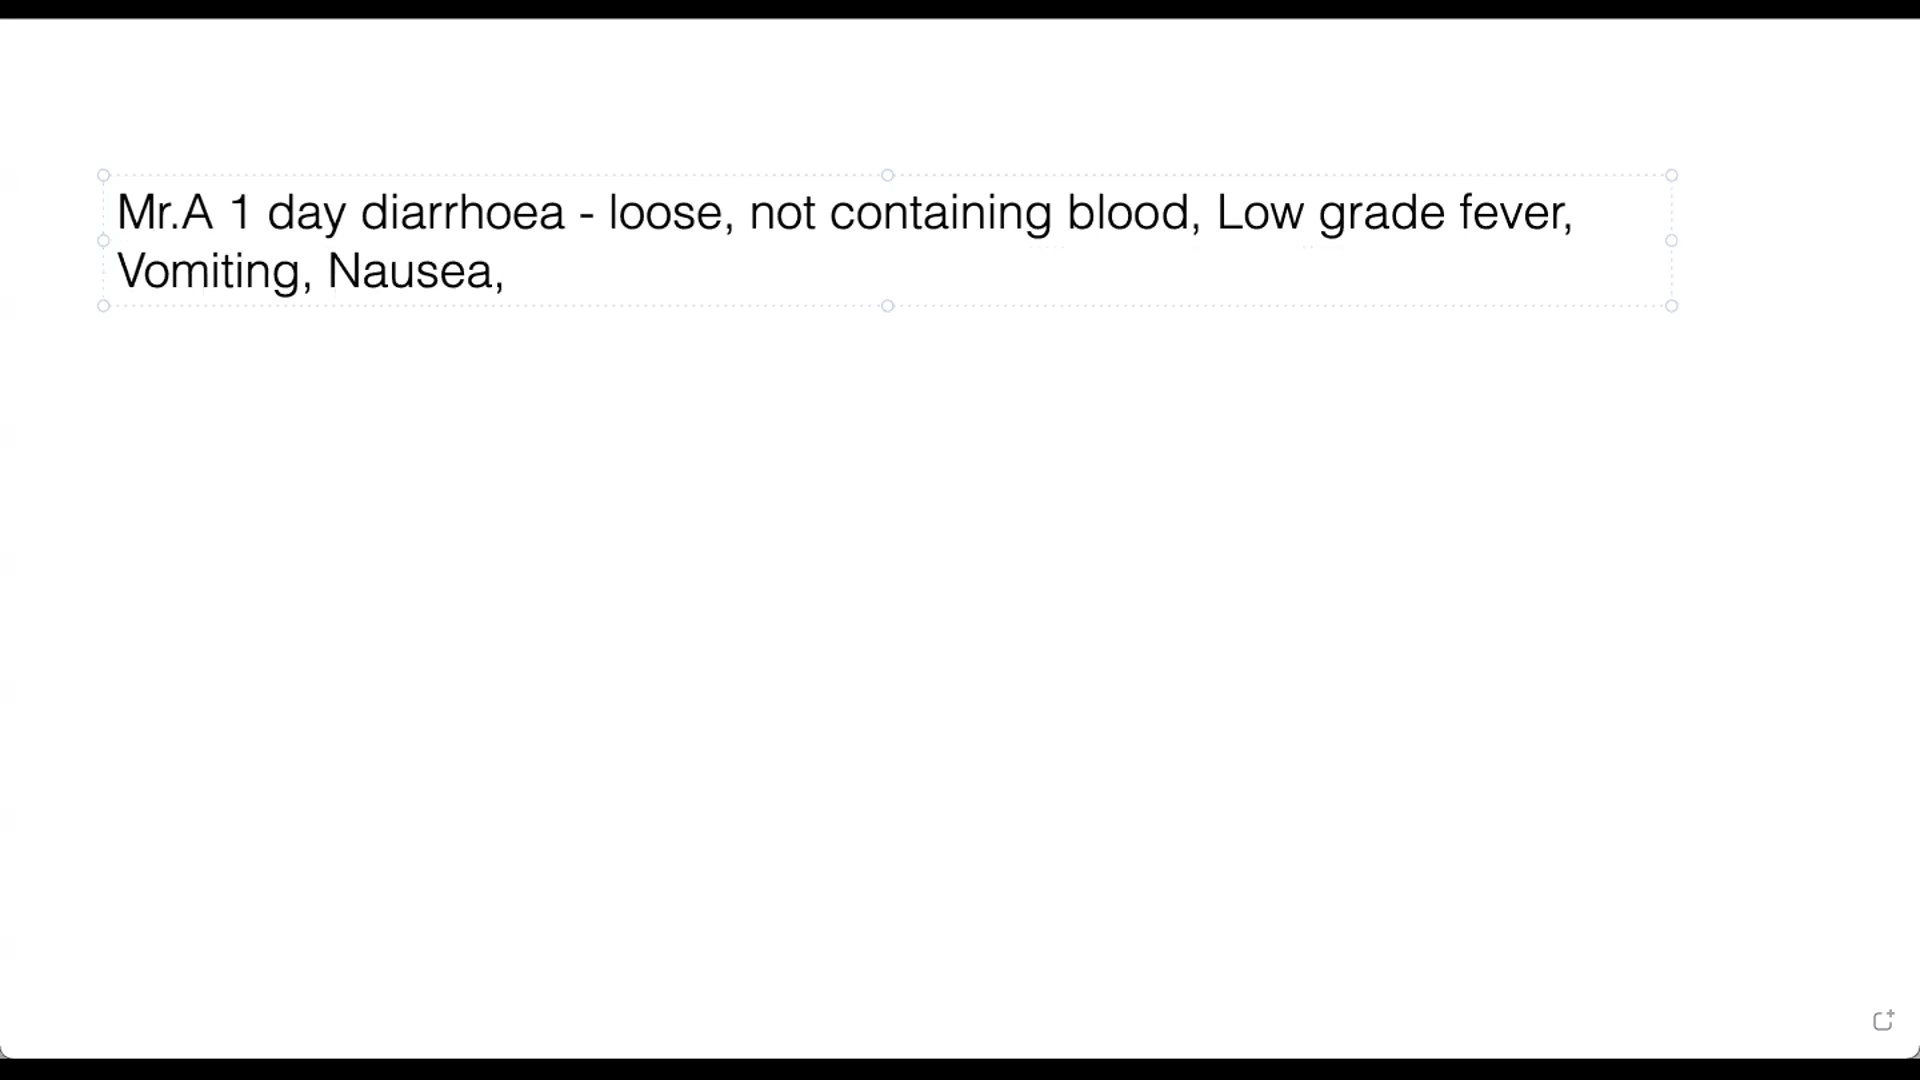 Mr.A 1 day diarrhoea - loose, not containing blood, Low grade fever,
Vomiting, Nausea,